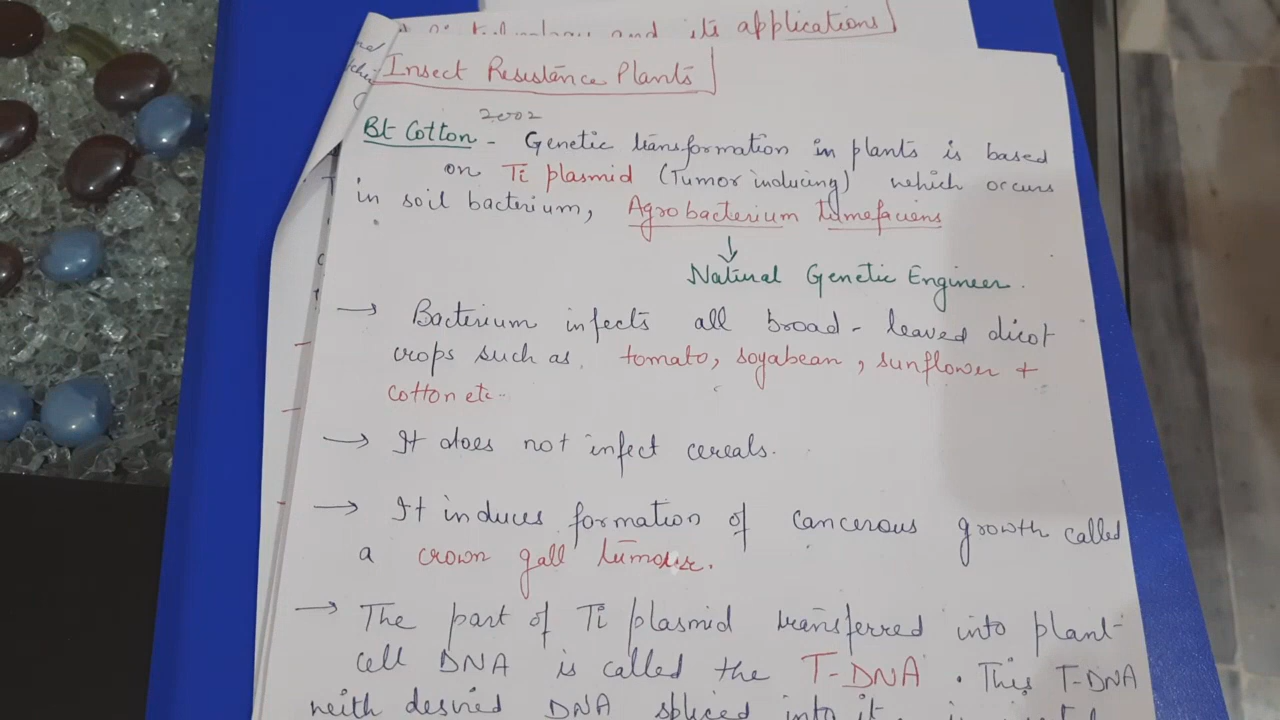 and its applications
Insect Resistance Plants
2002
Bt Cotton - Genetic transformation in plants is based
on Ti plasmid (Tumor inducing) which occurs
in soil bacterium, Agrobacterium tumefaciens
↓
Natural Genetic Engineer.
→ Bacterium infects all broad-leaved dicot
crops such as tomato, soyabean, sunflower +
cotton etc..
→ It does not infect cereals.
→ It induces formation of cancerous growth called
a crown gall tumour.
→ The part of Ti plasmid transferred into plant
cell DNA is called the T-DNA. This T-DNA
with desired DNA spliced into it,